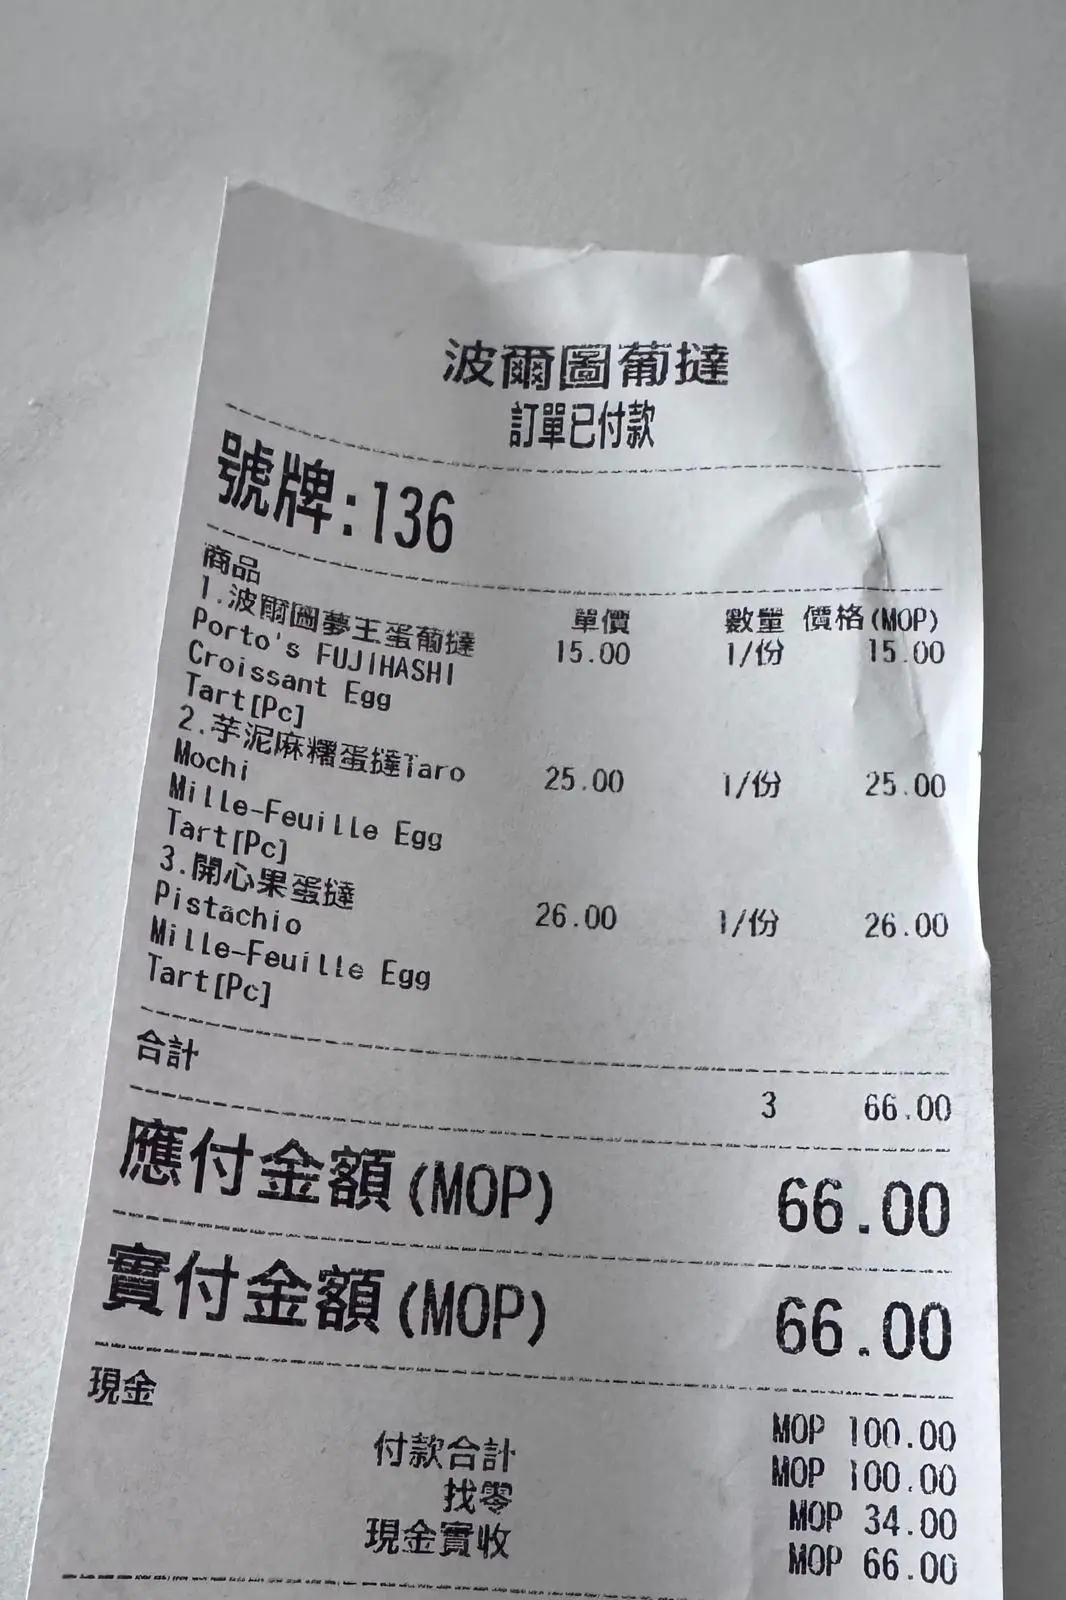 波爾圖葡撻
訂單已付款
號牌:136
商品 單價 數量 價格(MOP)
1.波爾圖夢王蛋葡撻 15.00 1/份 15.00
Porto's FUJIHASHI
Croissant Egg
Tart[Pc]
2.芋泥麻糬蛋撻Taro 25.00 1/份 25.00
Mochi
Mille-Feuille Egg
Tart[Pc]
3.開心果蛋撻 26.00 1/份 26.00
Pistachio
Mille-Feuille Egg
Tart[Pc]
合計 3 66.00
應付金額(MOP) 66.00
實付金額(MOP) 66.00
現金 MOP 100.00
付款合計 MOP 100.00
找零 MOP 34.00
現金實收 MOP 66.00